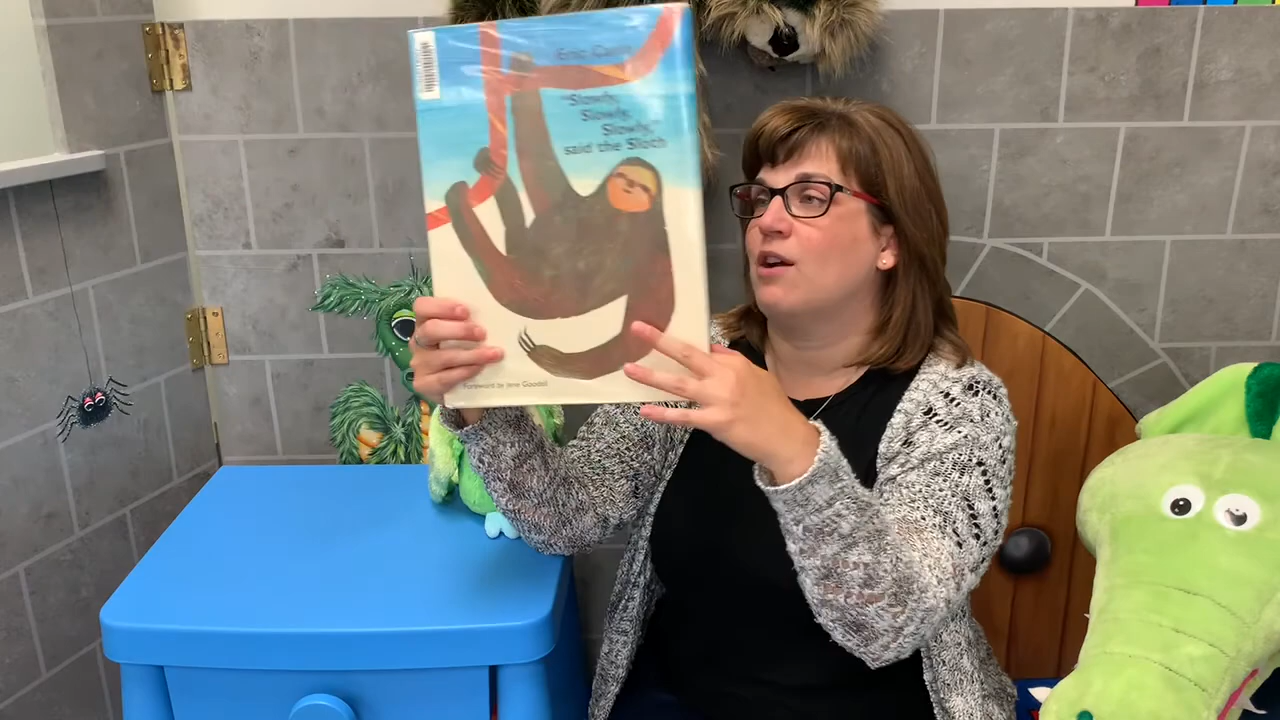 Eric Carle
"Slowly,
Slowly,
Slowly,"
said the Sloth
Foreword by Jane Goodall